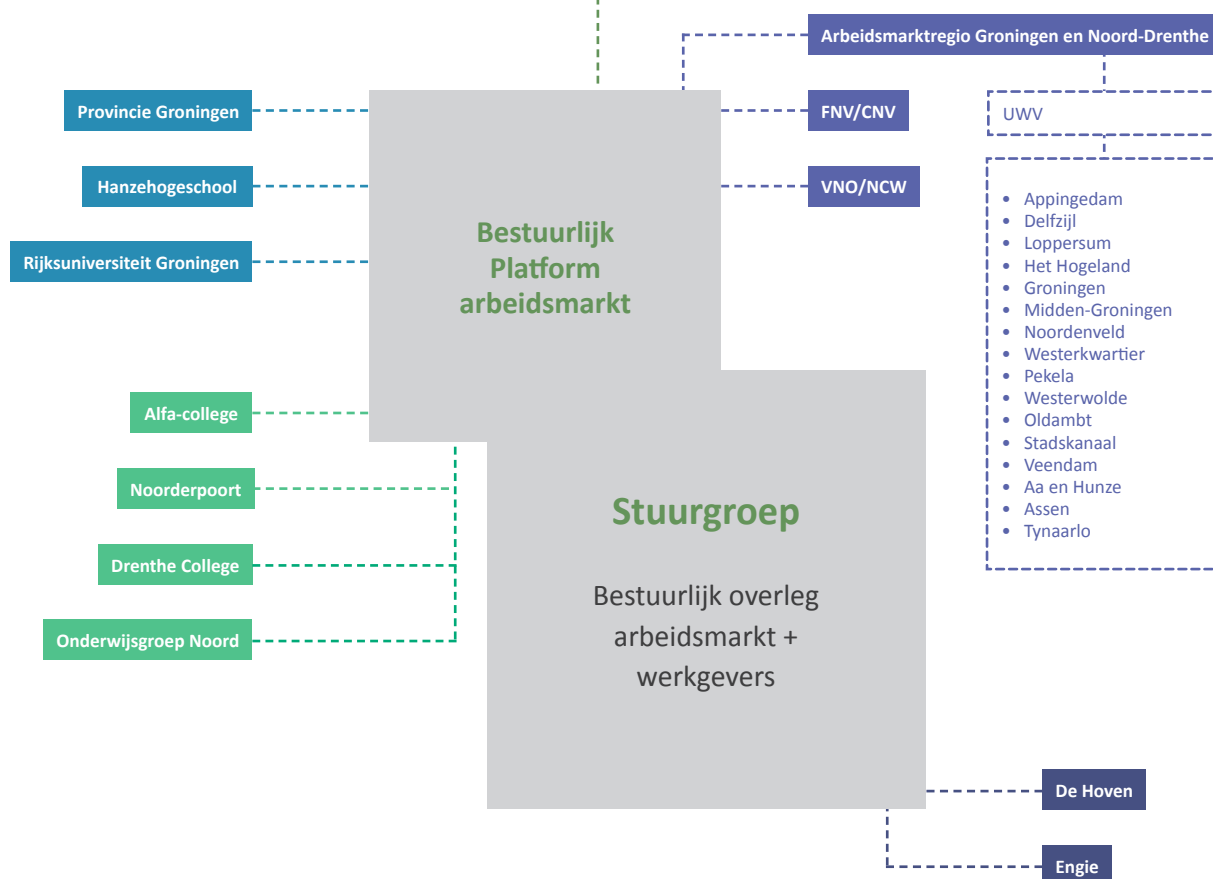 Arbeidsmarktregio Groningen en Noord-Drenthe
Provincie Groningen
FNV/CNV
UWV
Hanzehogeschool
VNO/NCW
Rijksuniversiteit Groningen
Bestuurlijk
Platform
arbeidsmarkt
• Appingedam
• Delfzijl
• Loppersum
• Het Hogeland
• Groningen
• Midden-Groningen
• Noordenveld
• Westerkwartier
• Pekela
• Westerwolde
• Oldambt
• Stadskanaal
• Veendam
• Aa en Hunze
• Assen
• Tynaarlo
Alfa-college
Noorderpoort
Drenthe College
Onderwijsgroep Noord
Stuurgroep
Bestuurlijk overleg
arbeidsmarkt +
werkgevers
De Hoven
Engie